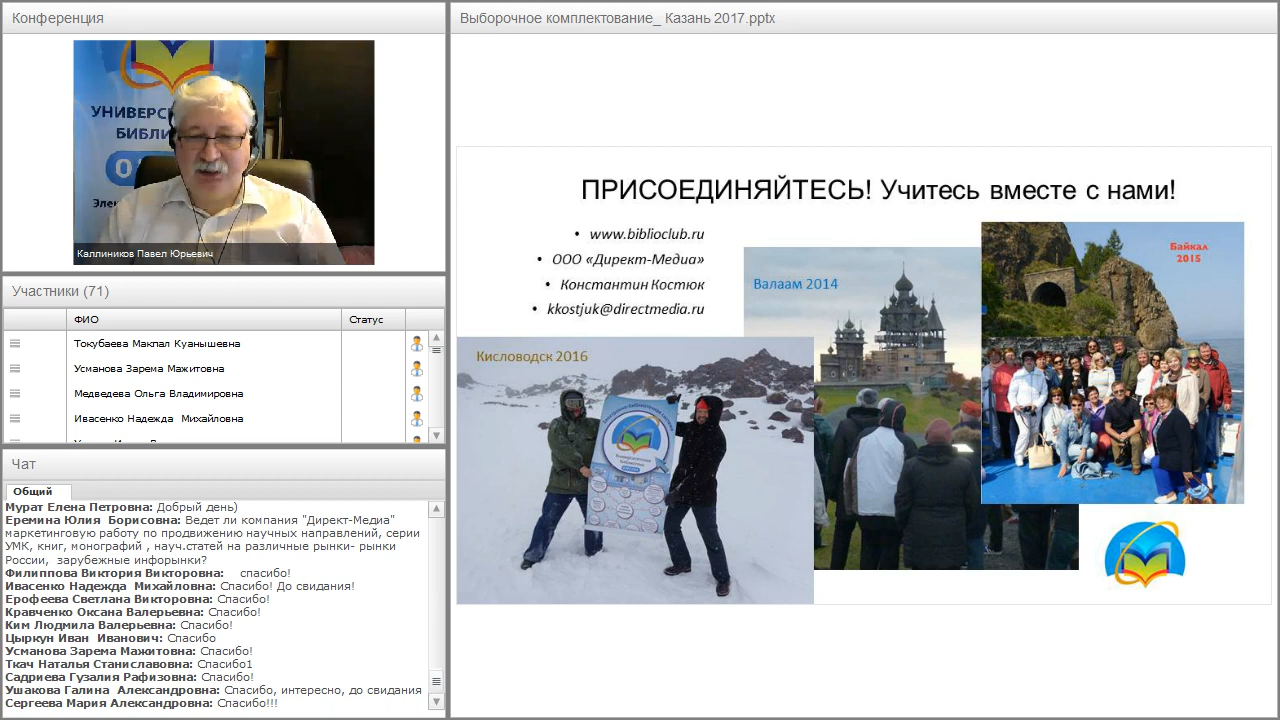 Конференция
УНИВЕРС
БИБЛИ
Каллиников Павел Юрьевич
Участники (71)
ФИО
Статус
Токубаева Макпал Куанышевна
Усманова Зарема Мажитовна
Медведева Ольга Владимировна
Ивасенко Надежда Михайловна
Чат
Общий
Мурат Елена Петровна: Добрый день)
Еремина Юлия Борисовна: Ведет ли компания "Директ-Медиа"
маркетинговую работу по продвижению научных направлений, серии
УМК, книг, монографий , науч.статей на различные рынки- рынки
России, зарубежные инфорынки?
Филиппова Виктория Викторовна: спасибо!
Ивасенко Надежда Михайловна: Спасибо! До свидания!
Ерофеева Светлана Викторовна: Спасибо!
Кравченко Оксана Валерьевна: Спасибо!
Ким Людмила Валерьевна: Спасибо!
Цыркун Иван Иванович: Спасибо
Усманова Зарема Мажитовна: Спасибо!
Ткач Наталья Станиславовна: Спасибо1
Садриева Гузалия Рафизовна: Спасибо!
Ушакова Галина Александровна: Спасибо, интересно, до свидания
Сергеева Мария Александровна: Спасибо!!!
Выборочное комплектование_ Казань 2017.pptx
ПРИСОЕДИНЯЙТЕСЬ! Учитесь вместе с нами!
• www.biblioclub.ru
• ООО «Директ-Медиа»
• Константин Костюк
• kkostjuk@directmedia.ru
Валаам 2014
Байкал
2015
Кисловодск 2016